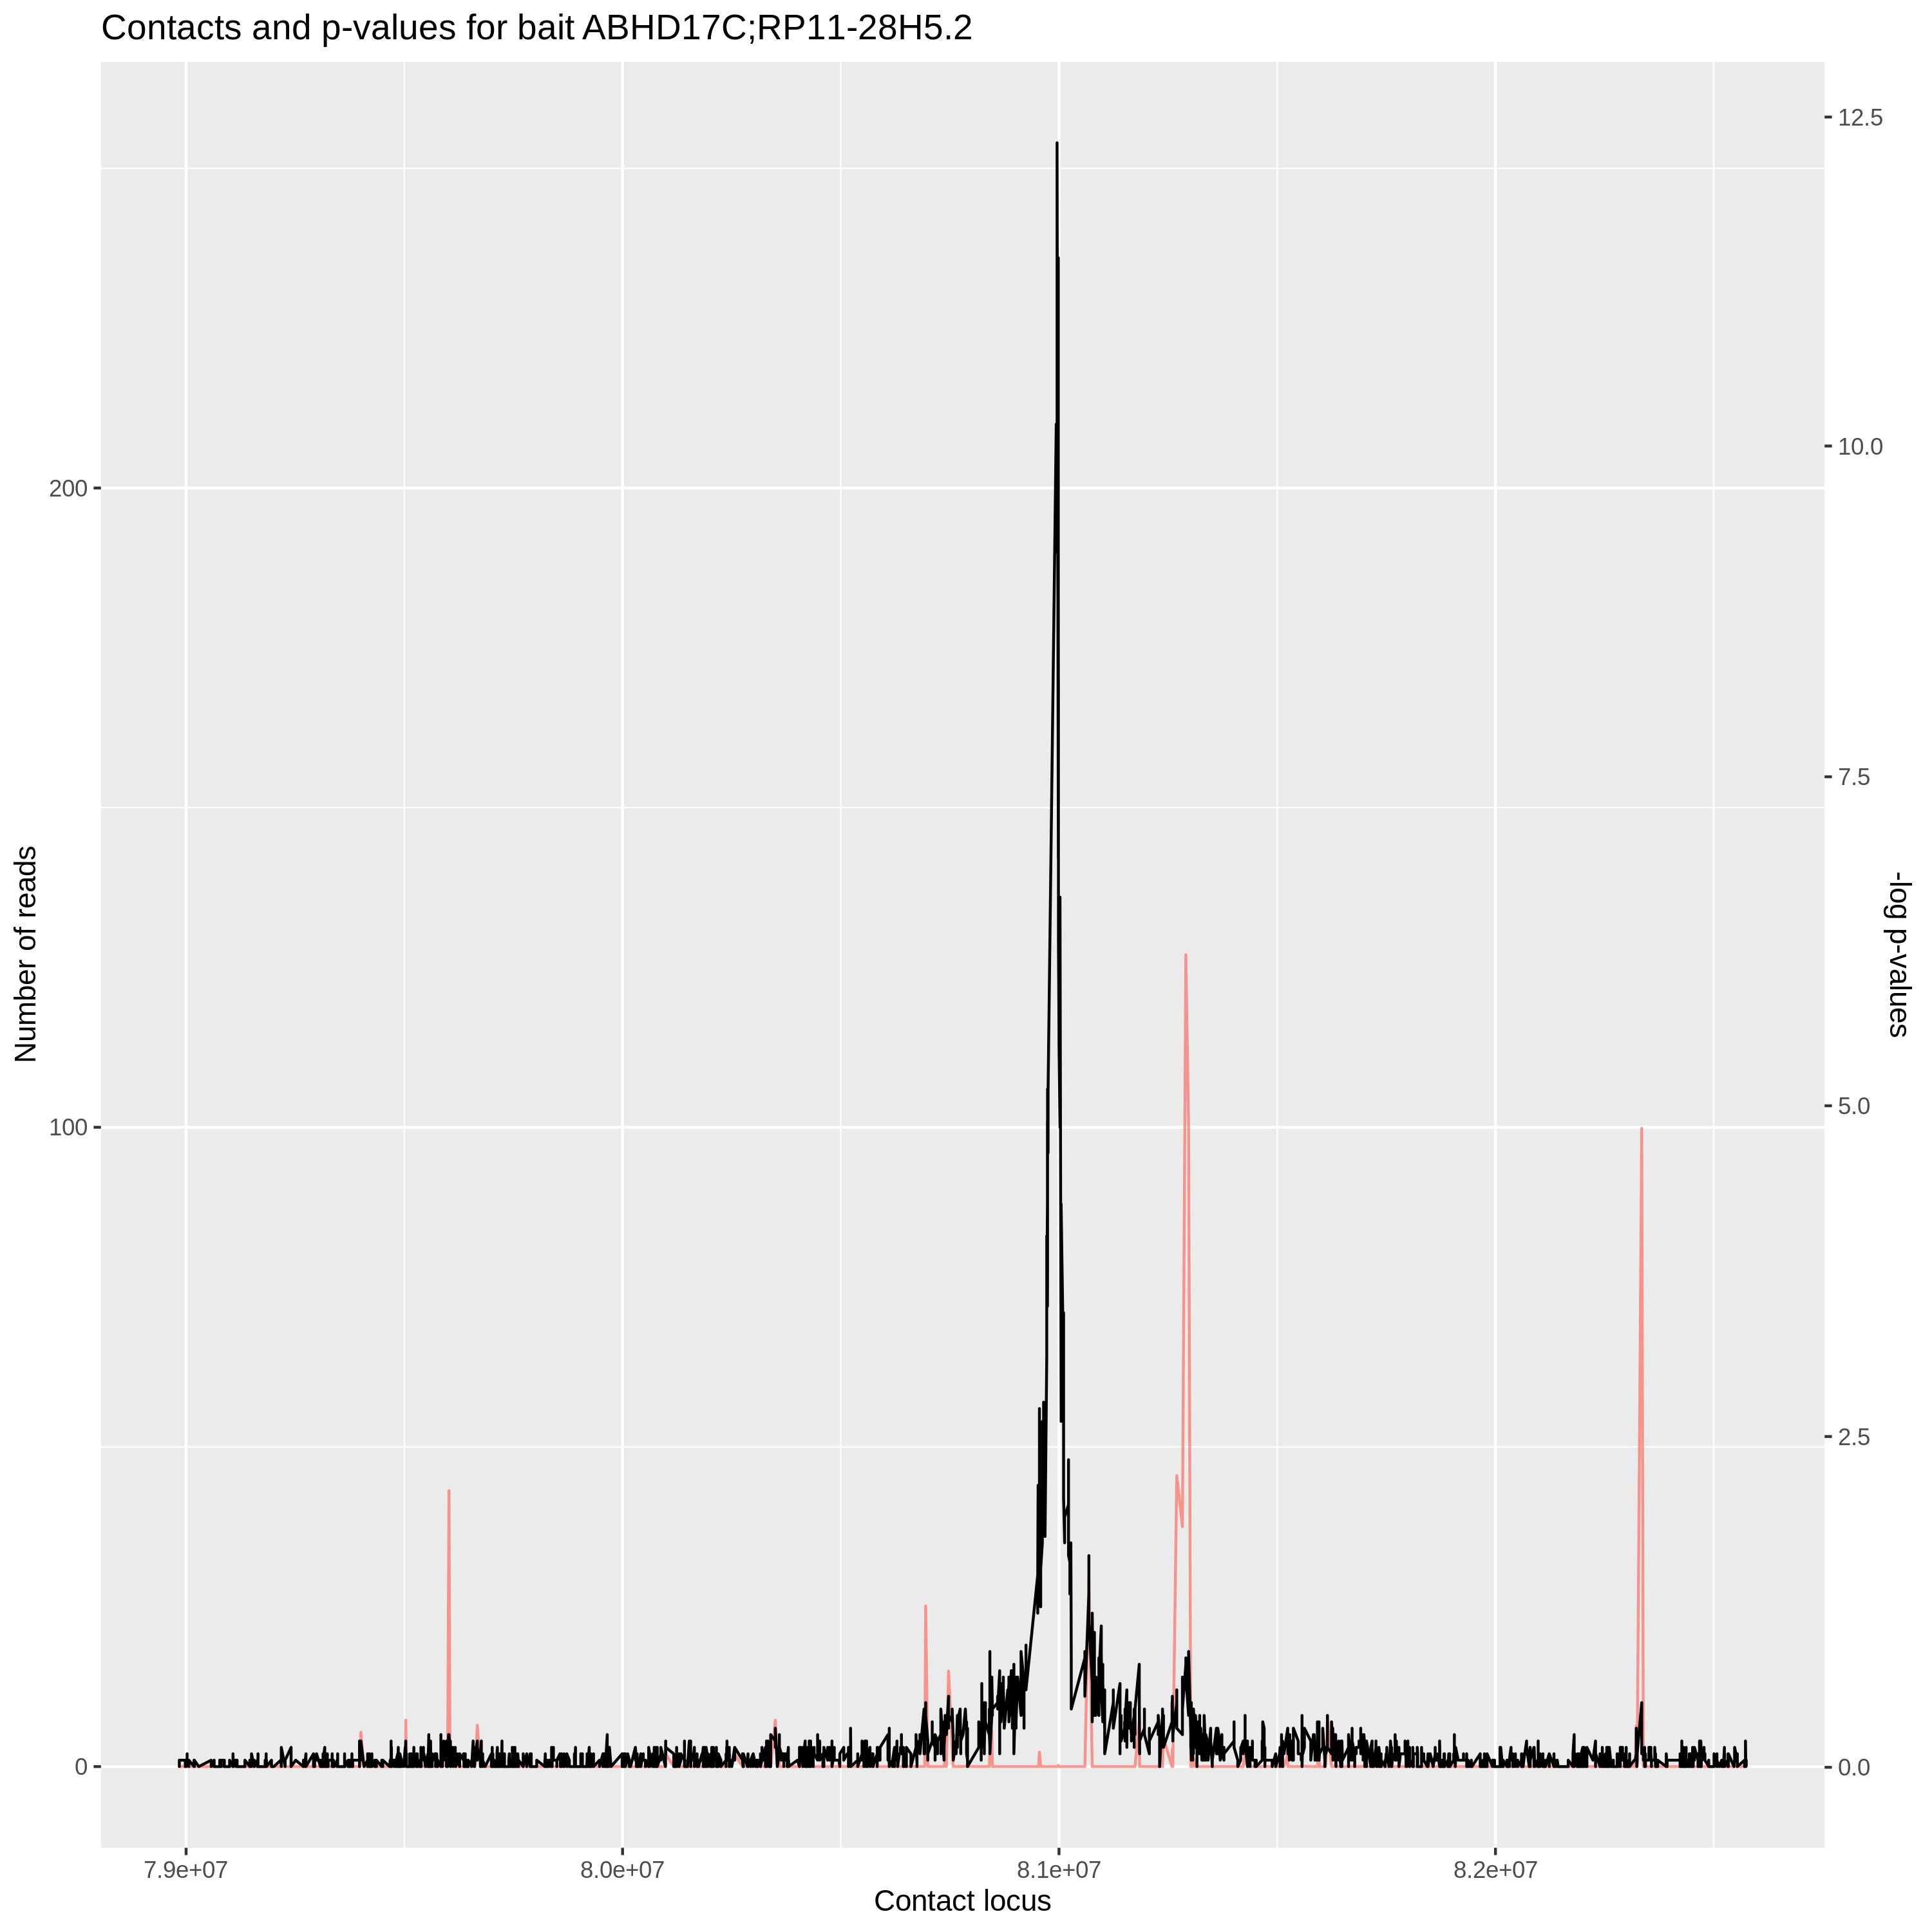 Contacts and p-values for bait ABHD17C;RP11-28H5.2
Number of reads
200
100
0
12.5
10.0
7.5
5.0
2.5
0.0
-log p-values
7.9e+07
8.0e+07
8.1e+07
8.2e+07
Contact locus